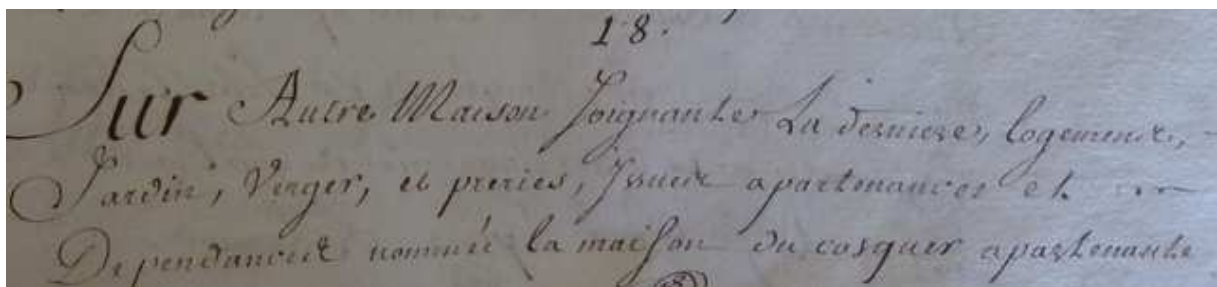 18.
Sur Autre Maison Joignante La derniere, logements,
Jardin, Verger, et preries, Issues apartenances et
Dependances nommée la maison du cosquer apartenante